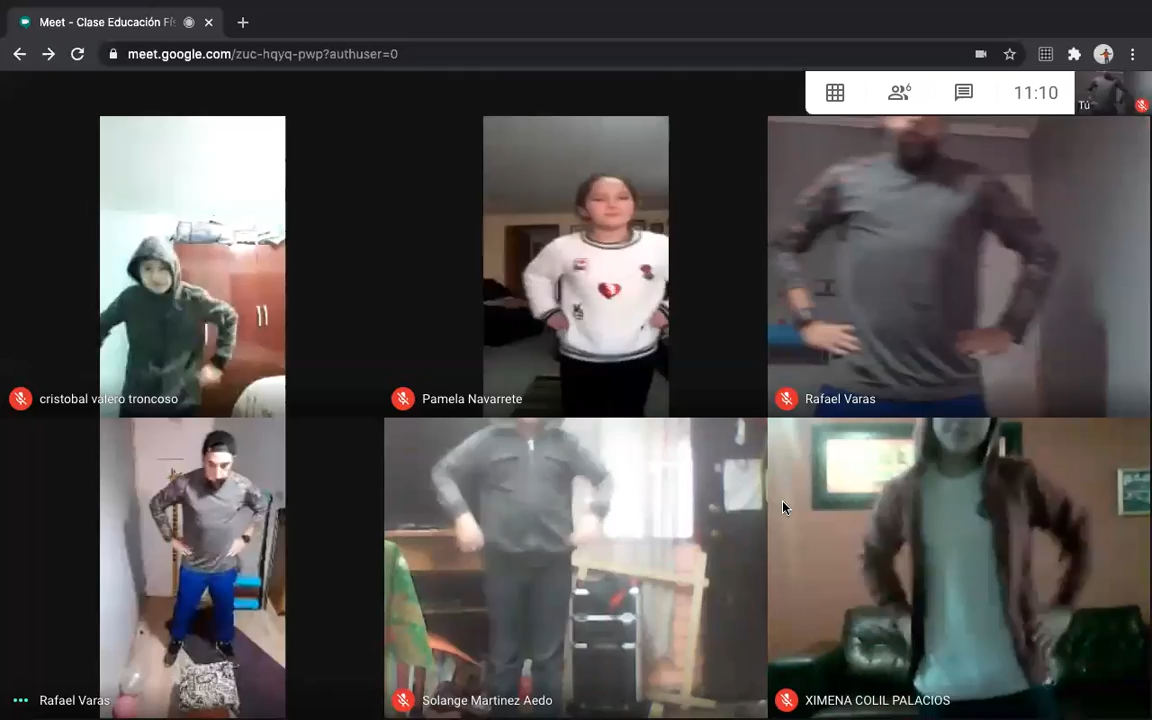 Meet - Clase Educación Fí
meet.google.com/zuc-hqyq-pwp?authuser=0
6
11:10
Tú
cristobal valero troncoso
Pamela Navarrete
Rafael Varas
Rafael Varas
Solange Martinez Aedo
XIMENA COLIL PALACIOS